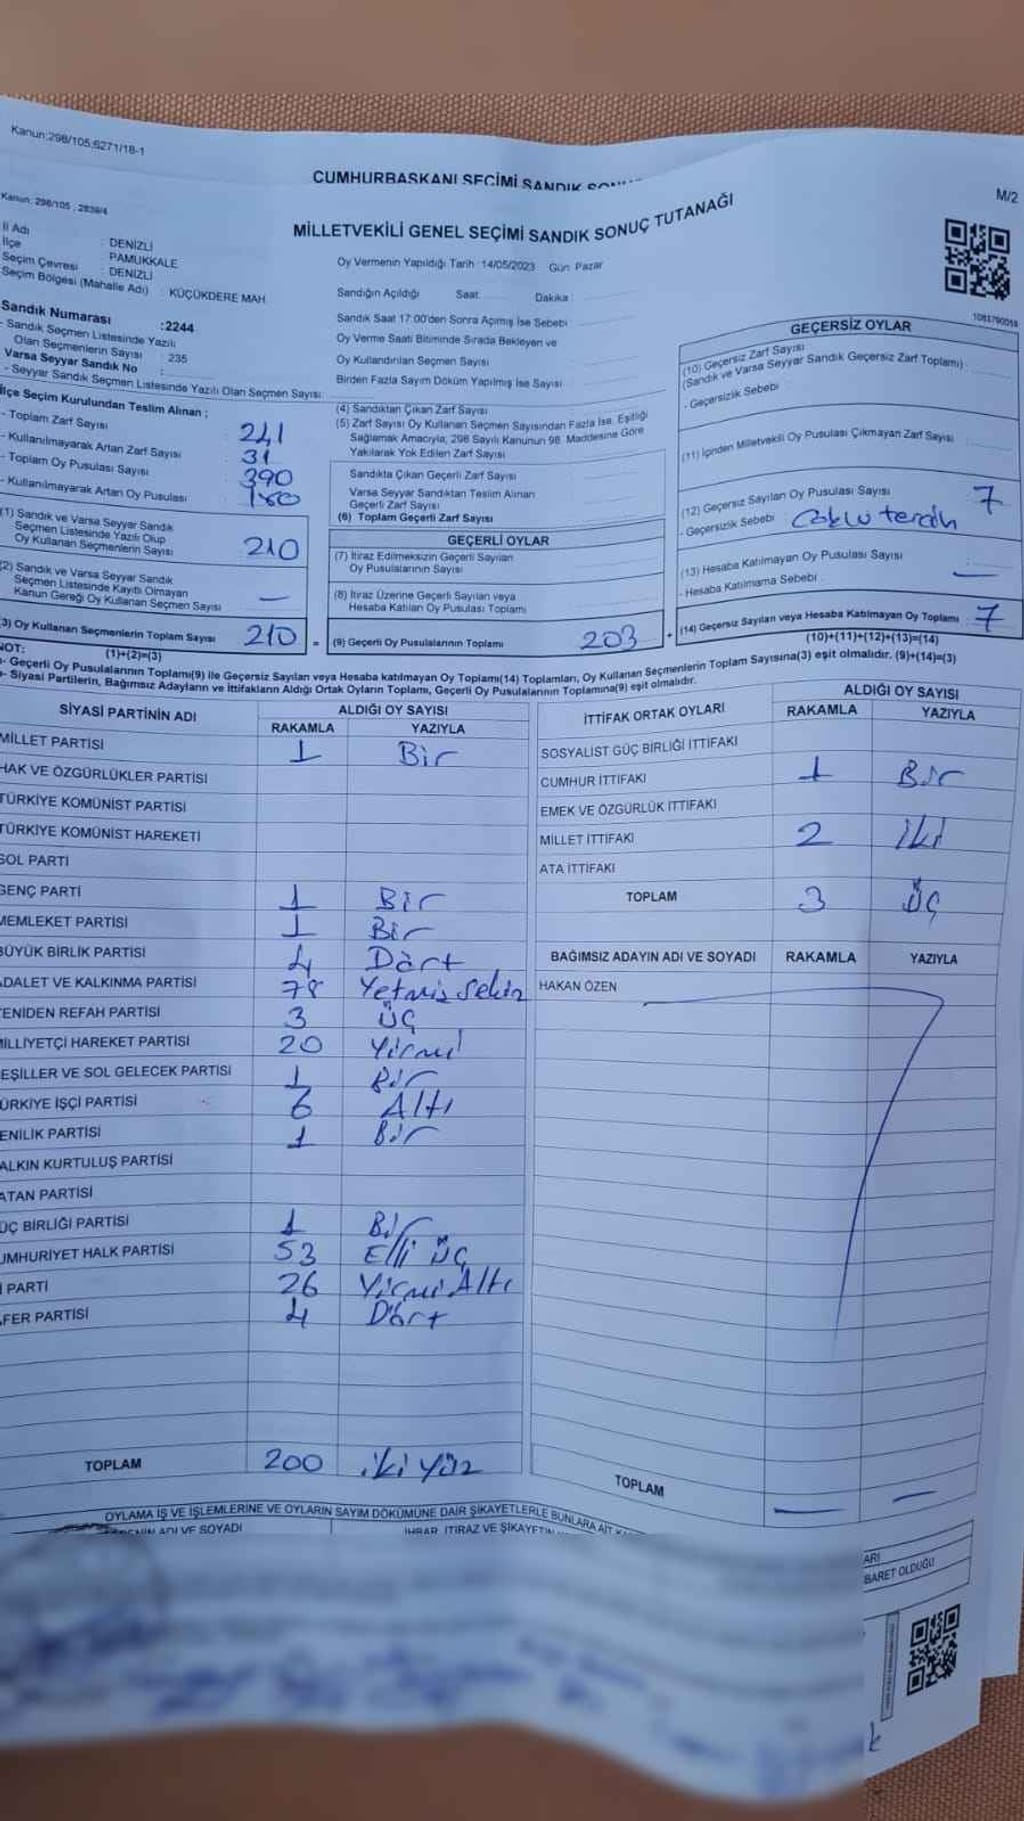 Kanun:298/105,6271/18-1
CUMHURBAŞKANI SEÇİMİ SANDIK
Kanun: 298/105 , 2839/4
M/2
MİLLETVEKİLİ GENEL SEÇİMİ SANDIK SONUÇ TUTANAĞI
İl Adı : DENİZLİ
İlçe : PAMUKKALE
Seçim Çevresi : DENİZLİ
Seçim Bölgesi (Mahalle Adı) : KÜÇÜKDERE MAH
Oy Vermenin Yapıldığı Tarih : 14/05/2023 Gün: Pazar
Sandığın Açıldığı Saat: Dakika :
Sandık Saat 17:00'den Sonra Açımış İse Sebebi :
Oy Verme Saati Bitiminde Sırada Bekleyen ve
Oy Kullandırılan Seçmen Sayısı
Birden Fazla Sayım Döküm Yapılmış İse Sayısı
Sandık Numarası :2244
- Sandık Seçmen Listesinde Yazılı
Olan Seçmenlerin Sayısı : 235
Varsa Seyyar Sandık No :
- Seyyar Sandık Seçmen Listesinde Yazılı Olan Seçmen Sayısı :
İlçe Seçim Kurulundan Teslim Alınan ;
- Toplam Zarf Sayısı : 241
- Kullanılmayarak Artan Zarf Sayısı : 31
- Toplam Oy Pusulası Sayısı : 390
- Kullanılmayarak Artan Oy Pusulası 180
(1) Sandık ve Varsa Seyyar Sandık
Seçmen Listesinde Yazılı Olup
Oy Kullanan Seçmenlerin Sayısı 210
(2) Sandık ve Varsa Seyyar Sandık
Seçmen Listesinde Kayıtlı Olmayan
Kanun Gereği Oy Kullanan Seçmen Sayısı —
(3) Oy Kullanan Seçmenlerin Toplam Sayısı 210 =
(1)+(2)=(3)
(4) Sandıktan Çıkan Zarf Sayısı
(5) Zarf Sayısı Oy Kullanan Seçmen Sayısından Fazla İse, Eşitliği
Sağlamak Amacıyla; 298 Sayılı Kanunun 98. Maddesine Göre
Yakılarak Yok Edilen Zarf Sayısı
Sandıkta Çıkan Geçerli Zarf Sayısı
Varsa Seyyar Sandıktan Teslim Alınan
Geçerli Zarf Sayısı
(6) Toplam Geçerli Zarf Sayısı
GEÇERLİ OYLAR
(7) İtiraz Edilmeksizin Geçerli Sayılan
Oy Pusulalarının Sayısı
(8) İtiraz Üzerine Geçerli Sayılan veya
Hesaba Katılan Oy Pusulası Toplamı
(9) Geçerli Oy Pusulalarının Toplamı 203 +
GEÇERSİZ OYLAR
(10) Geçersiz Zarf Sayısı
(Sandık ve Varsa Seyyar Sandık Geçersiz Zarf Toplamı)
- Geçersizlik Sebebi
(11) İçinden Milletvekili Oy Pusulası Çıkmayan Zarf Sayısı
(12) Geçersiz Sayılan Oy Pusulası Sayısı 7
- Geçersizlik Sebebi Çoklu tercih
(13) Hesaba Katılmayan Oy Pusulası Sayısı
- Hesaba Katılmama Sebebi : —
(14) Geçersiz Sayılan veya Hesaba Katılmayan Oy Toplamı : 7
(10)+(11)+(12)+(13)=(14)
NOT:
- Geçerli Oy Pusulalarının Toplamı(9) ile Geçersiz Sayılan veya Hesaba katılmayan Oy Toplamı(14) Toplamları, Oy Kullanan Seçmenlerin Toplam Sayısına(3) eşit olmalıdır. (9)+(14)=(3)
- Siyasi Partilerin, Bağımsız Adayların ve İttifakların Aldığı Ortak Oyların Toplamı, Geçerli Oy Pusulalarının Toplamına(9) eşit olmalıdır.
SİYASİ PARTİNİN ADI ALDIĞI OY SAYISI
RAKAMLA YAZIYLA
MİLLET PARTİSİ 1 Bir
HAK VE ÖZGÜRLÜKLER PARTİSİ
TÜRKİYE KOMÜNİST PARTİSİ
TÜRKİYE KOMÜNİST HAREKETİ
SOL PARTİ
GENÇ PARTİ 1 Bir
MEMLEKET PARTİSİ 1 Bir
BÜYÜK BİRLİK PARTİSİ 4 Dört
ADALET VE KALKINMA PARTİSİ 78 Yetmiş Sekiz
YENİDEN REFAH PARTİSİ 3 Üç
MİLLİYETÇİ HAREKET PARTİSİ 20 Yirmi
YEŞİLLER VE SOL GELECEK PARTİSİ 1 Bir
TÜRKİYE İŞÇİ PARTİSİ 6 Altı
ENİLİK PARTİSİ 1 Bir
ALKIN KURTULUŞ PARTİSİ
ATAN PARTİSİ
ÜÇ BİRLİĞİ PARTİSİ 1 Bir
UMHURİYET HALK PARTİSİ 53 Elli Üç
İ PARTİ 26 Yirmi Altı
AFER PARTİSİ 4 Dört
TOPLAM 200 iki yüz
İTTİFAK ORTAK OYLARI ALDIĞI OY SAYISI
RAKAMLA YAZIYLA
SOSYALİST GÜÇ BİRLİĞİ İTTİFAKI
CUMHUR İTTİFAKI 1 Bir
EMEK VE ÖZGÜRLÜK İTTİFAKI
MİLLET İTTİFAKI 2 iki
ATA İTTİFAKI
TOPLAM 3 Üç
BAĞIMSIZ ADAYIN ADI VE SOYADI RAKAMLA YAZIYLA
HAKAN ÖZEN
TOPLAM — —
OYLAMA İŞ VE İŞLEMLERİNE VE OYLARIN SAYIM DÖKÜMÜNE DAİR ŞİKAYETLERLE BUNLARA AİT
ADI VE SOYADI İHBAR, İTİRAZ VE ŞİKAYETİN
ARI
BARET OLDUĞU